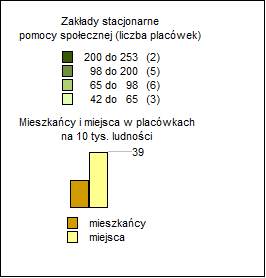 Zakłady stacjonarne
pomocy społecznej (liczba placówek)
200 do 253 (2)
98 do 200 (5)
65 do 98 (6)
42 do 65 (3)
Mieszkańcy i miejsca w placówkach
na 10 tys. ludności
39
mieszkańcy
miejsca